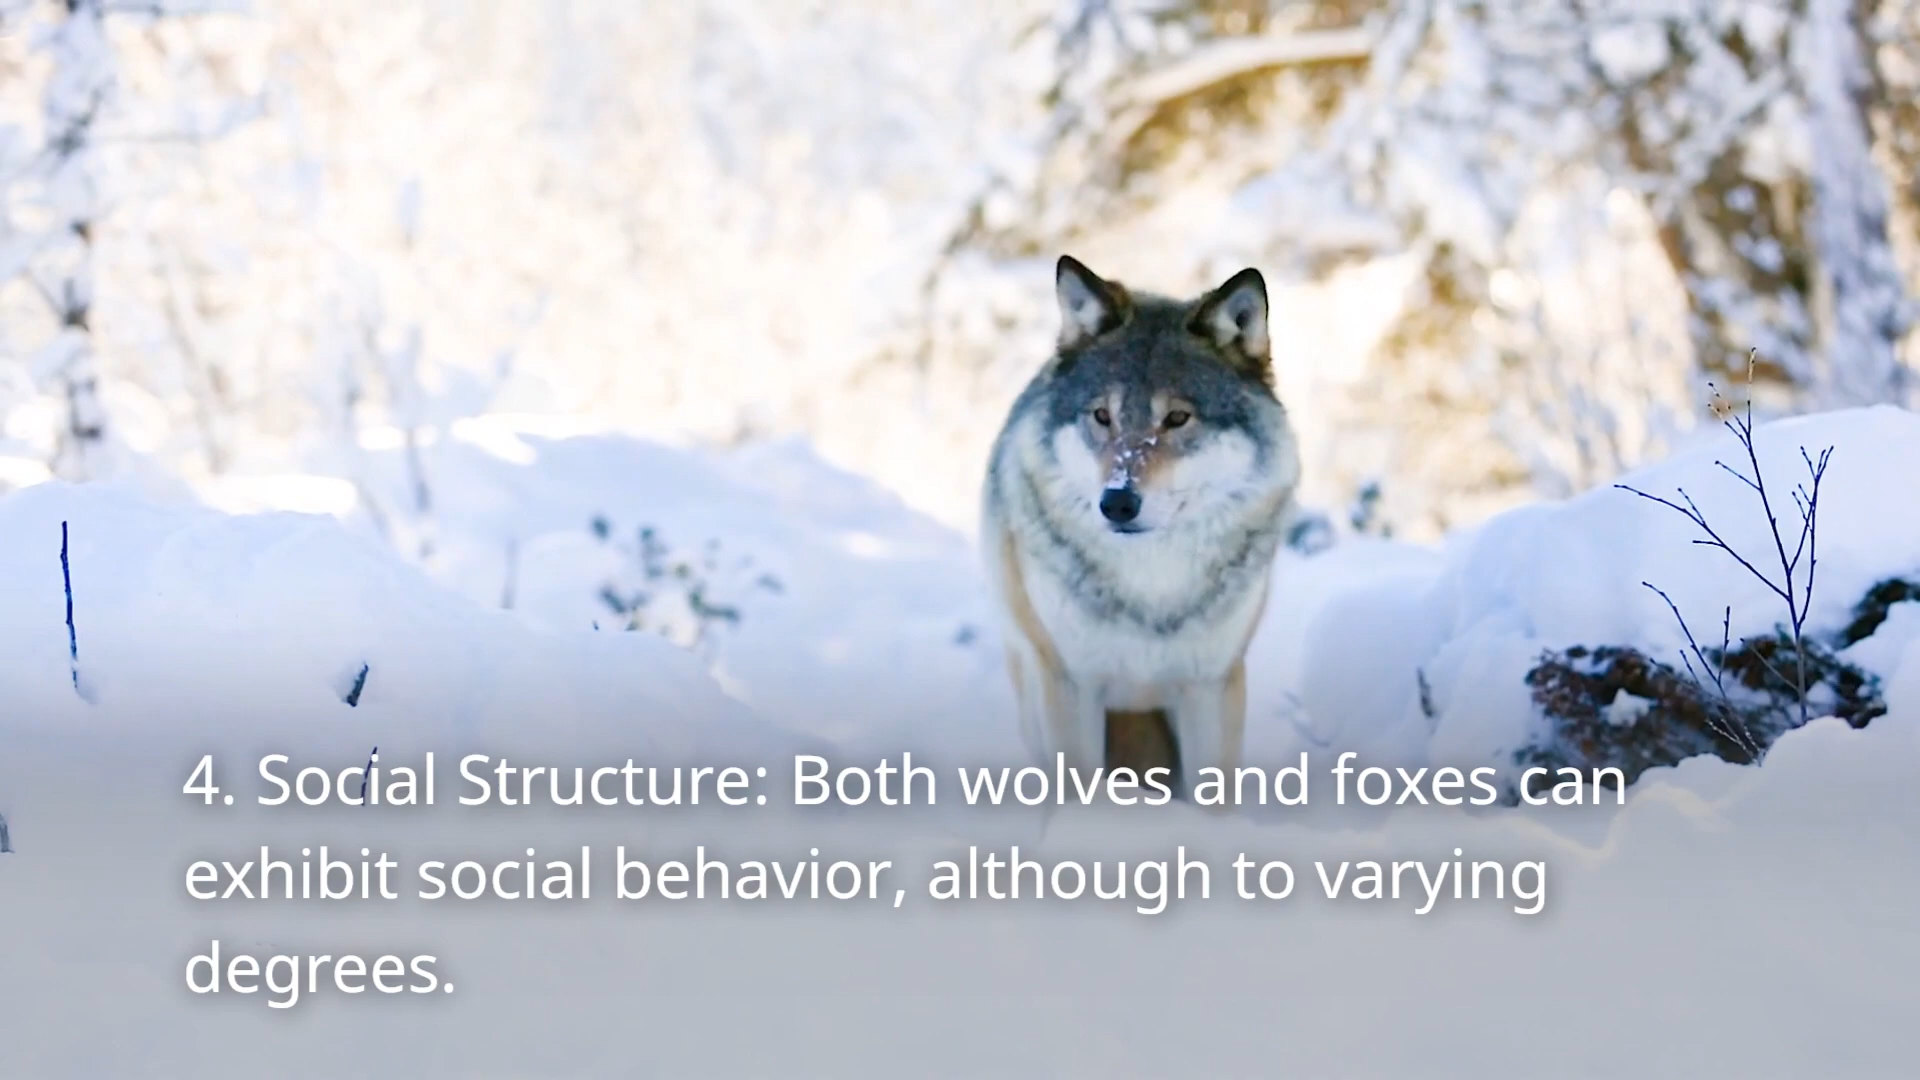 4. Social Structure: Both wolves and foxes can
exhibit social behavior, although to varying
degrees.